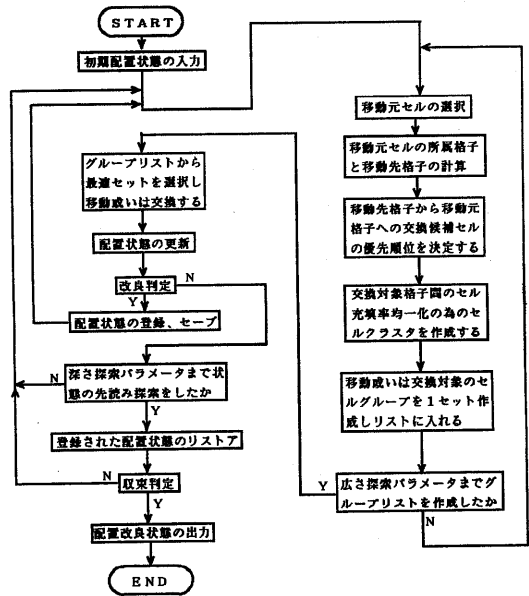 START
初期配置状態の入力
グループリストから
最適セットを選択し
移動或いは交換する
配置状態の更新
改良判定
N
Y
配置状態の登録、セーブ
深さ探索パラメータまで状
態の先読み探索をしたか
N
Y
登録された配置状態のリストア
収束判定
N
Y
配置改良状態の出力
END
移動元セルの選択
移動元セルの所属格子
と移動先格子の計算
移動先格子から移動元
格子への交換候補セル
の優先順位を決定する
交換対象格子間のセル
充填率均一化の為のセ
ルクラスタを作成する
移動或いは交換対象のセ
ルグループを1セット作
成しリストに入れる
広さ探索パラメータまでグ
ループリストを作成したか
Y
N